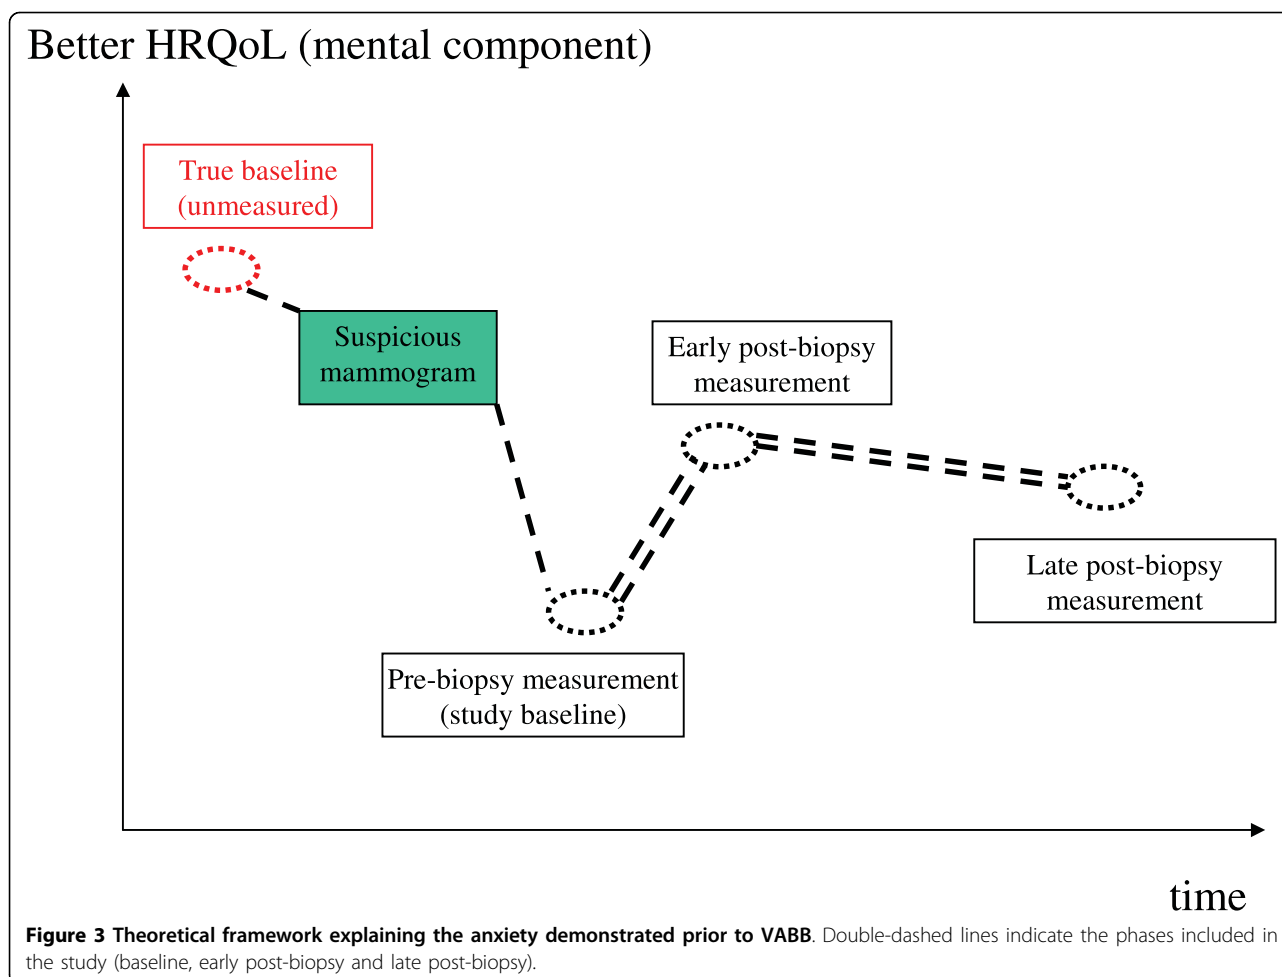 Better HRQoL (mental component)
True baseline
(unmeasured)
Suspicious
mammogram
Early post-biopsy
measurement
Late post-biopsy
measurement
Pre-biopsy measurement
(study baseline)
time
Figure 3 Theoretical framework explaining the anxiety demonstrated prior to VABB. Double-dashed lines indicate the phases included in
the study (baseline, early post-biopsy and late post-biopsy).